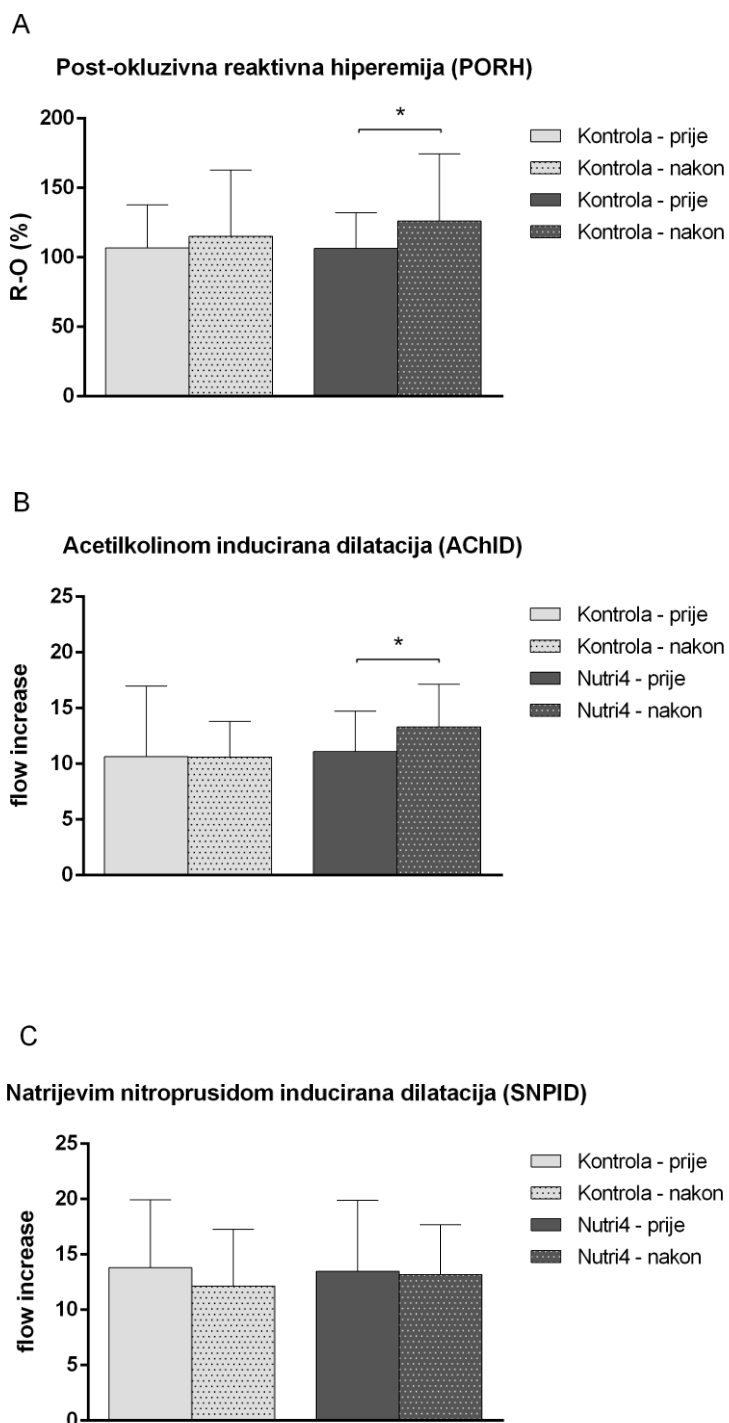 A
Post-okluzivna reaktivna hiperemija (PORH)
200
150
100
50
0
R-O (%)
*
Kontrola - prije
Kontrola - nakon
Kontrola - prije
Kontrola - nakon
B
Acetilkolinom inducirana dilatacija (AChID)
25
20
15
10
5
0
flow increase
*
Kontrola - prije
Kontrola - nakon
Nutri4 - prije
Nutri4 - nakon
C
Natrijevim nitroprusidom inducirana dilatacija (SNPID)
25
20
15
10
5
0
flow increase
Kontrola - prije
Kontrola - nakon
Nutri4 - prije
Nutri4 - nakon